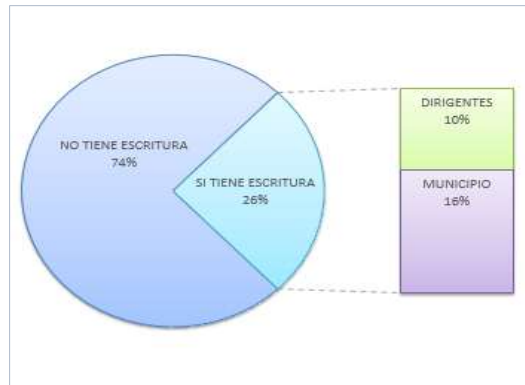 NO TIENE ESCRITURA
74%
SI TIENE ESCRITURA
26%
DIRIGENTES
10%
MUNICIPIO
16%